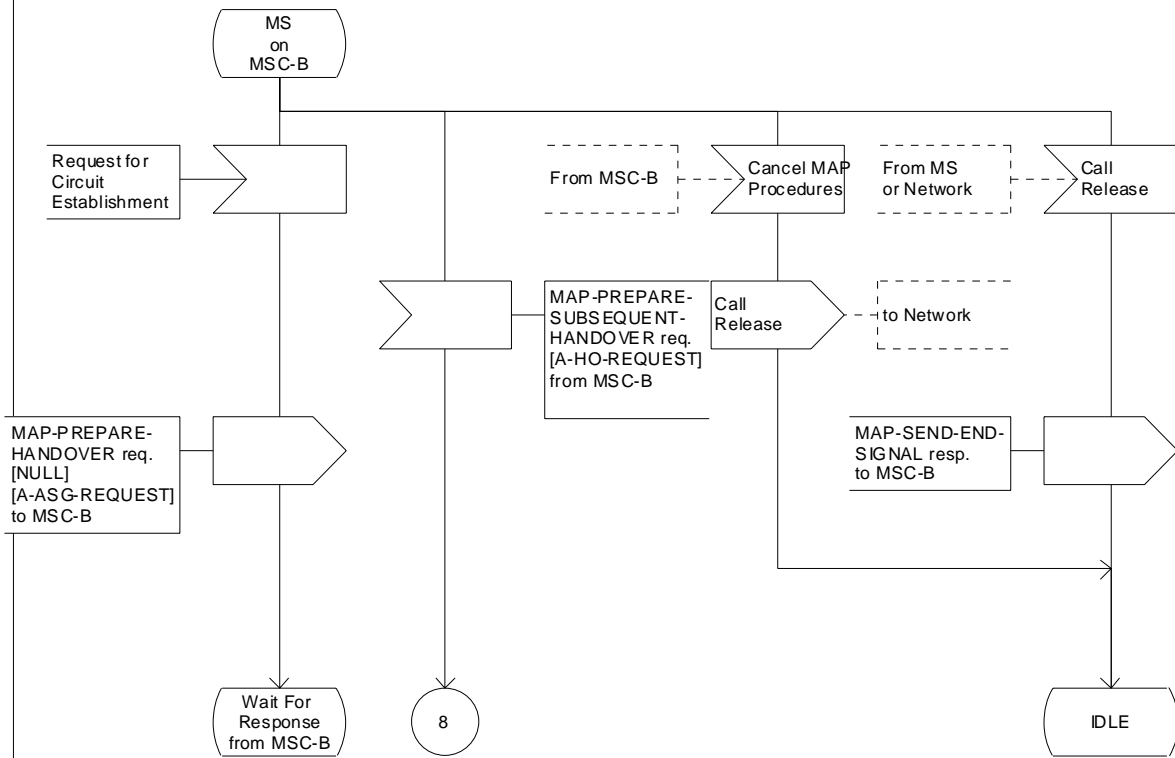 MS
on
MSC-B
Request for
Circuit
Establishment
From MSC-B
Cancel MAP
Procedures
From MS
or Network
Call
Release
MAP-PREPARE-
SUBSEQUENT-
HANDOVER req.
[A-HO-REQUEST]
from MSC-B
Call
Release
to Network
MAP-PREPARE-
HANDOVER req.
[NULL]
[A-ASG-REQUEST]
to MSC-B
MAP-SEND-END-
SIGNAL resp.
to MSC-B
Wait For
Response
from MSC-B
8
IDLE